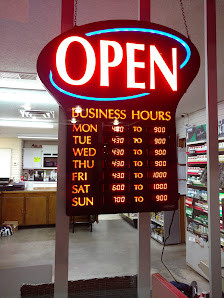 OPEN
BUSINESS HOURS
MON 430 TO 900
TUE 430 TO 900
WED 430 TO 900
THU 430 TO 900
FRI 430 TO 1000
SAT 600 TO 1000
SUN 700 TO 900